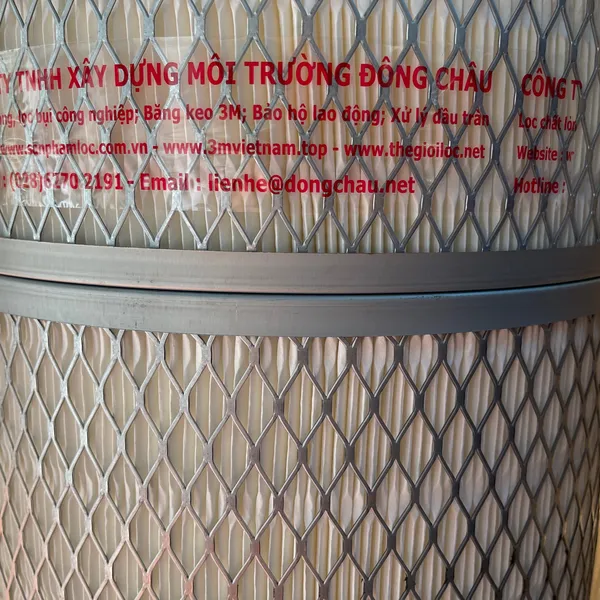 TY TNHH XÂY DỰNG MÔI TRƯỜNG ĐÔNG CHÂU CÔNG T
ng, lọc bụi công nghiệp; Băng keo 3M; Bảo hộ lao động; Xử lý dầu tràn Lọc chất lỏn
www.sanphamloc.com.vn - www.3mvietnam.top - www.thegioiloc.net Website :
: (028)6270 2191 - Email : lienhe@dongchau.net Hotline :